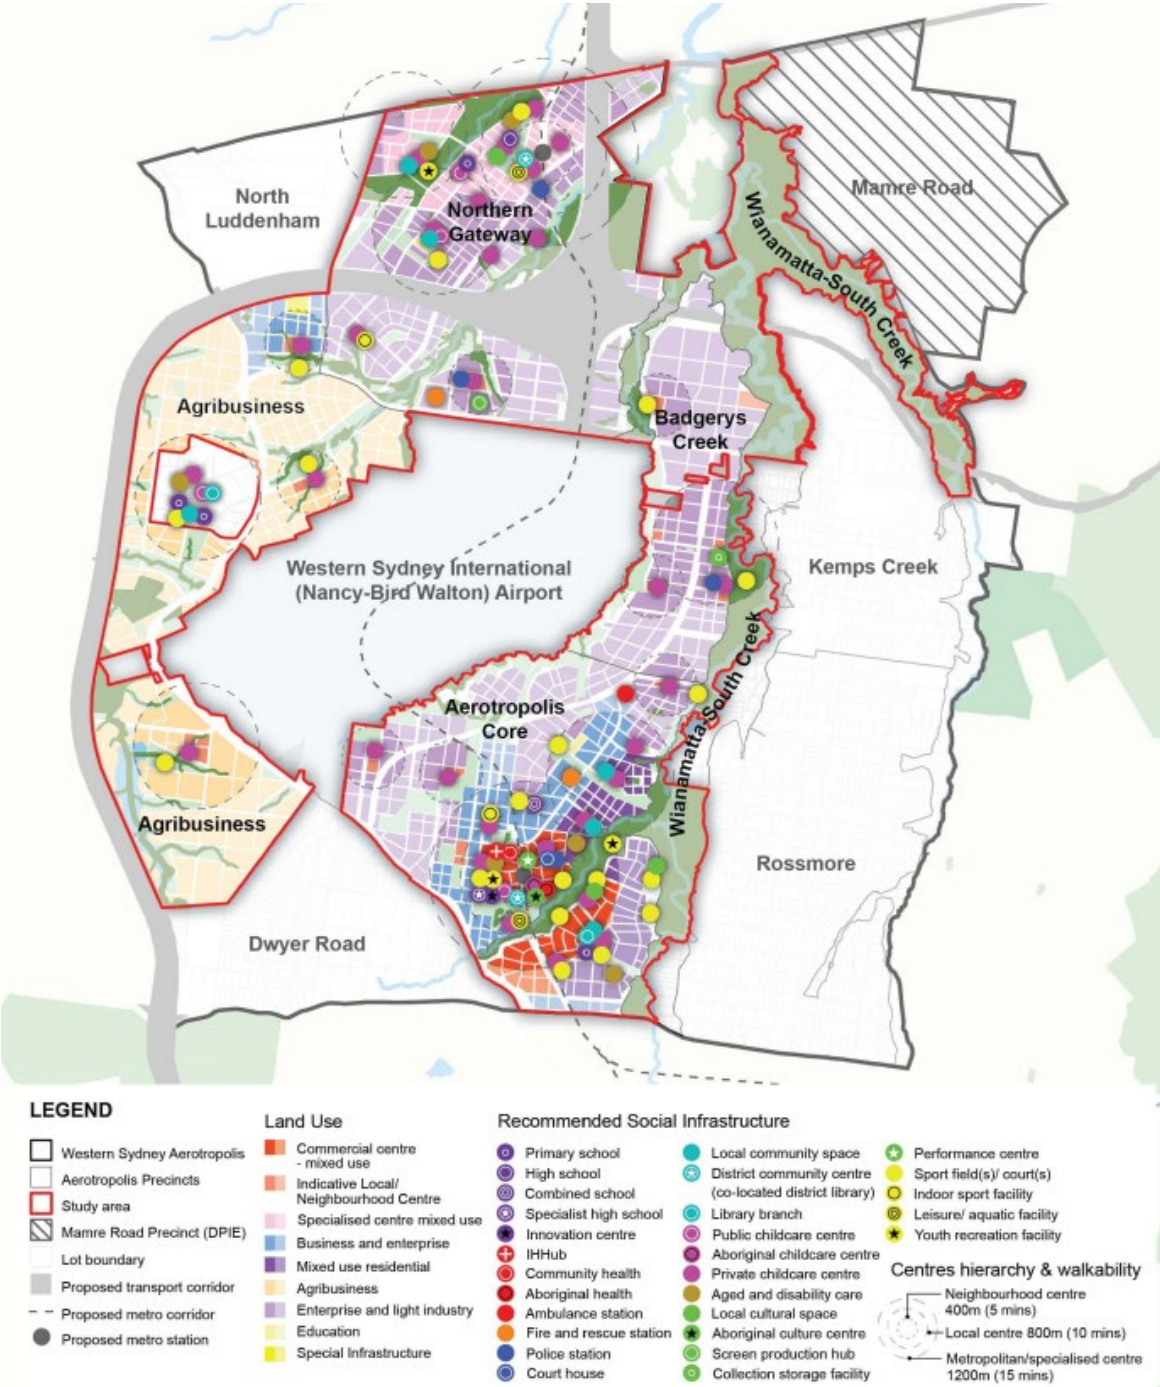 North
Luddenham
Northern
Gateway
Mamre Road
Wianamatta-South Creek
Agribusiness
Badgerys
Creek
Western Sydney International
(Nancy-Bird Walton) Airport
Kemps Creek
Wianamatta-South Creek
Aerotropolis
Core
Agribusiness
Rossmore
Dwyer Road
LEGEND
Western Sydney Aerotropolis
Aerotropolis Precincts
Study area
Mamre Road Precinct (DPIE)
Lot boundary
Proposed transport corridor
Proposed metro corridor
Proposed metro station
Land Use
Commercial centre
- mixed use
Indicative Local/
Neighbourhood Centre
Specialised centre mixed use
Business and enterprise
Mixed use residential
Agribusiness
Enterprise and light industry
Education
Special Infrastructure
Recommended Social Infrastructure
Primary school
High school
Combined school
Specialist high school
Innovation centre
IHHub
Community health
Aboriginal health
Ambulance station
Fire and rescue station
Police station
Court house
Local community space
District community centre
(co-located district library)
Library branch
Public childcare centre
Aboriginal childcare centre
Private childcare centre
Aged and disability care
Local cultural space
Aboriginal culture centre
Screen production hub
Collection storage facility
Performance centre
Sport field(s)/ court(s)
Indoor sport facility
Leisure/ aquatic facility
Youth recreation facility
Centres hierarchy & walkability
Neighbourhood centre
400m (5 mins)
Local centre 800m (10 mins)
Metropolitan/specialised centre
1200m (15 mins)